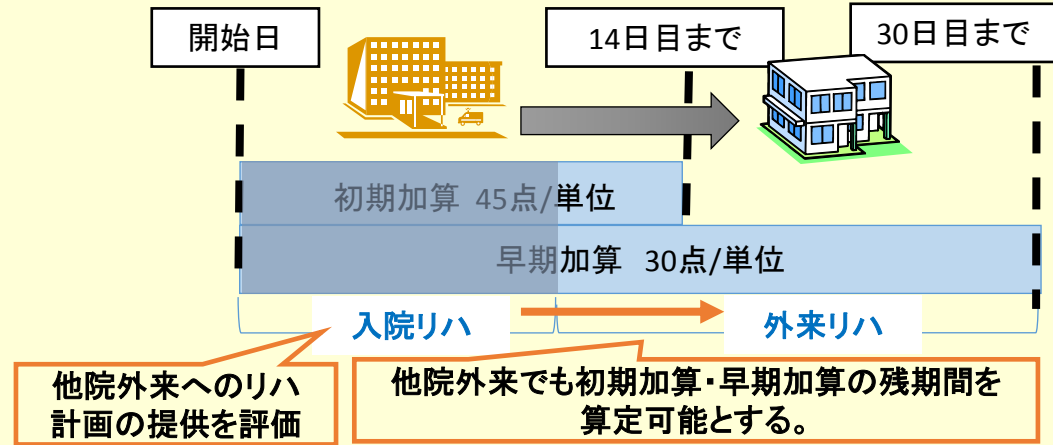 開始日
14日目まで
30日目まで
初期加算 45点/単位
早期加算 30点/単位
入院リハ
外来リハ
他院外来へのリハ
計画の提供を評価
他院外来でも初期加算・早期加算の残期間を
算定可能とする。